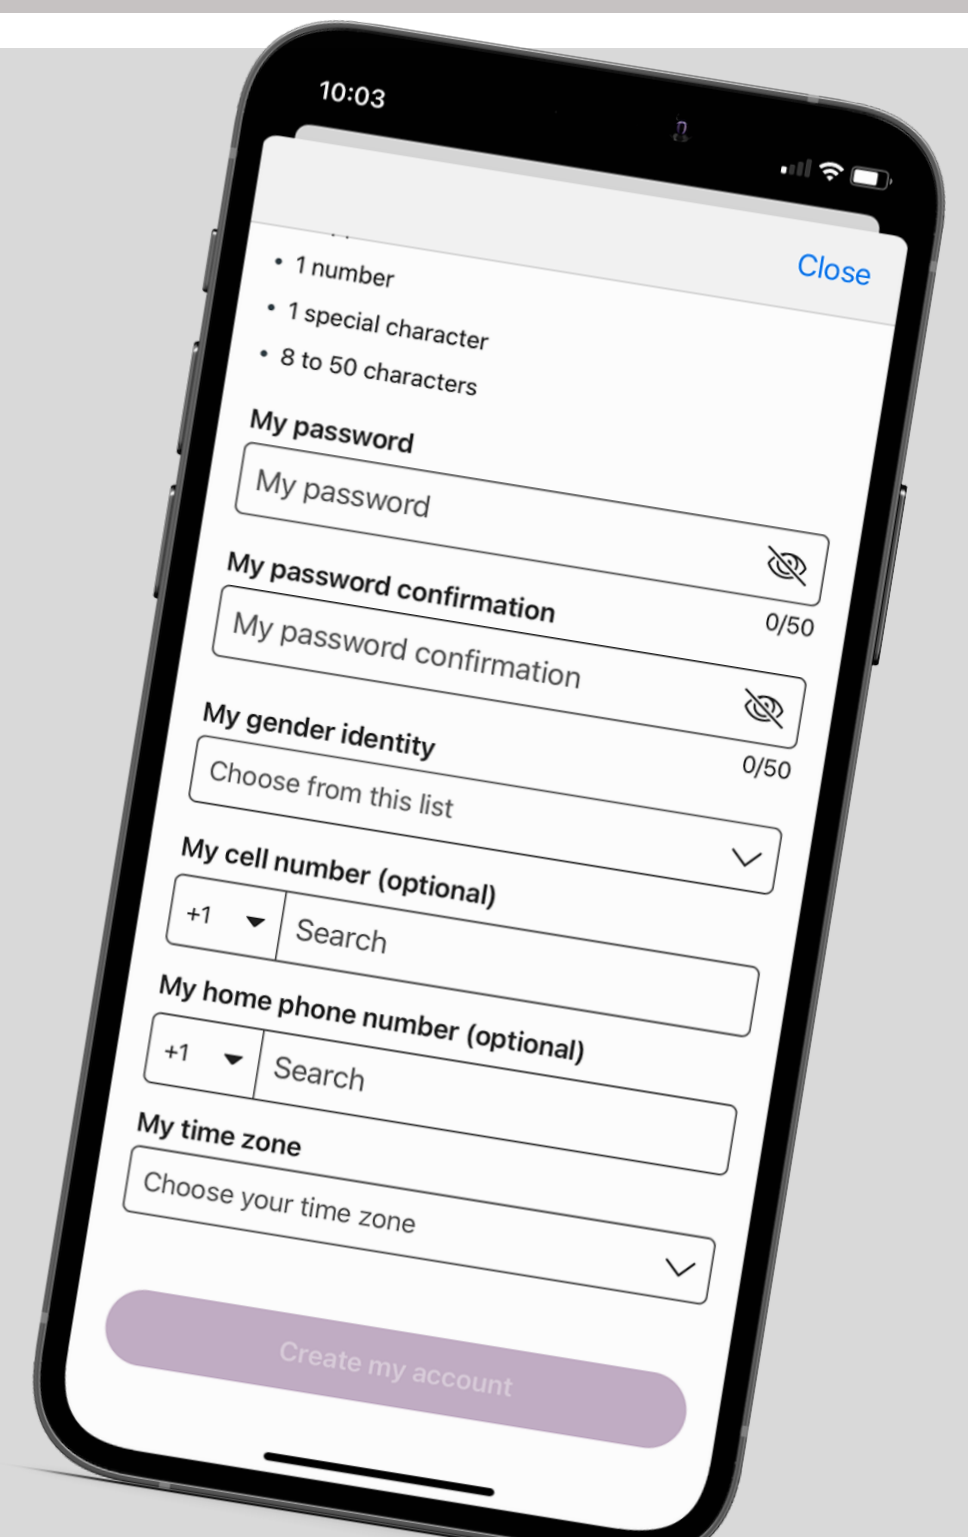 10:03
Close
1 number
1 special character
8 to 50 characters
My password
My password
0/50
My password confirmation
My password confirmation
0/50
My gender identity
Choose from this list
My cell number (optional)
+1
Search
My home phone number (optional)
+1
Search
My time zone
Choose your time zone
Create my account